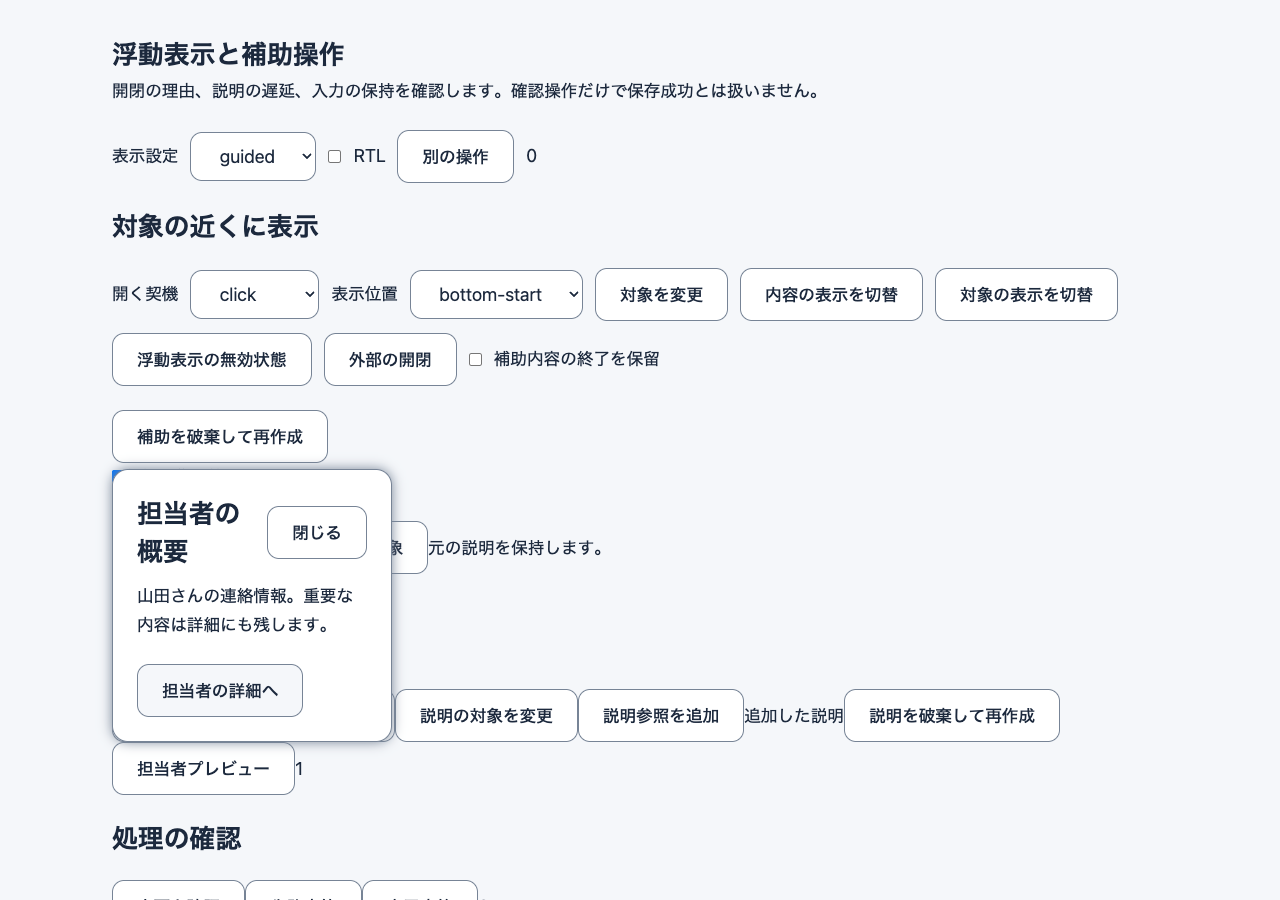 浮動表示と補助操作
開閉の理由、説明の遅延、入力の保持を確認します。確認操作だけで保存成功とは扱いません。
表示設定 guided RTL 別の操作 0
対象の近くに表示
開く契機 click 表示位置 bottom-start 対象を変更 内容の表示を切替 対象の表示を切替
浮動表示の無効状態 外部の開閉 補助内容の終了を保留
補助を破棄して再作成
担当者の
概要
閉じる
象 元の説明を保持します。
山田さんの連絡情報。重要な
内容は詳細にも残します。
担当者の詳細へ
説明の対象を変更 説明参照を追加 追加した説明 説明を破棄して再作成
担当者プレビュー 1
処理の確認